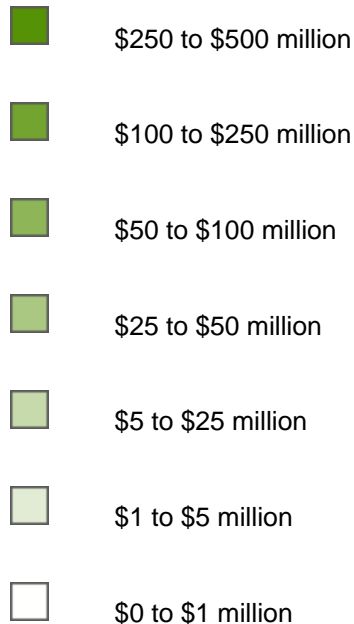 $250 to $500 million
$100 to $250 million
$50 to $100 million
$25 to $50 million
$5 to $25 million
$1 to $5 million
$0 to $1 million